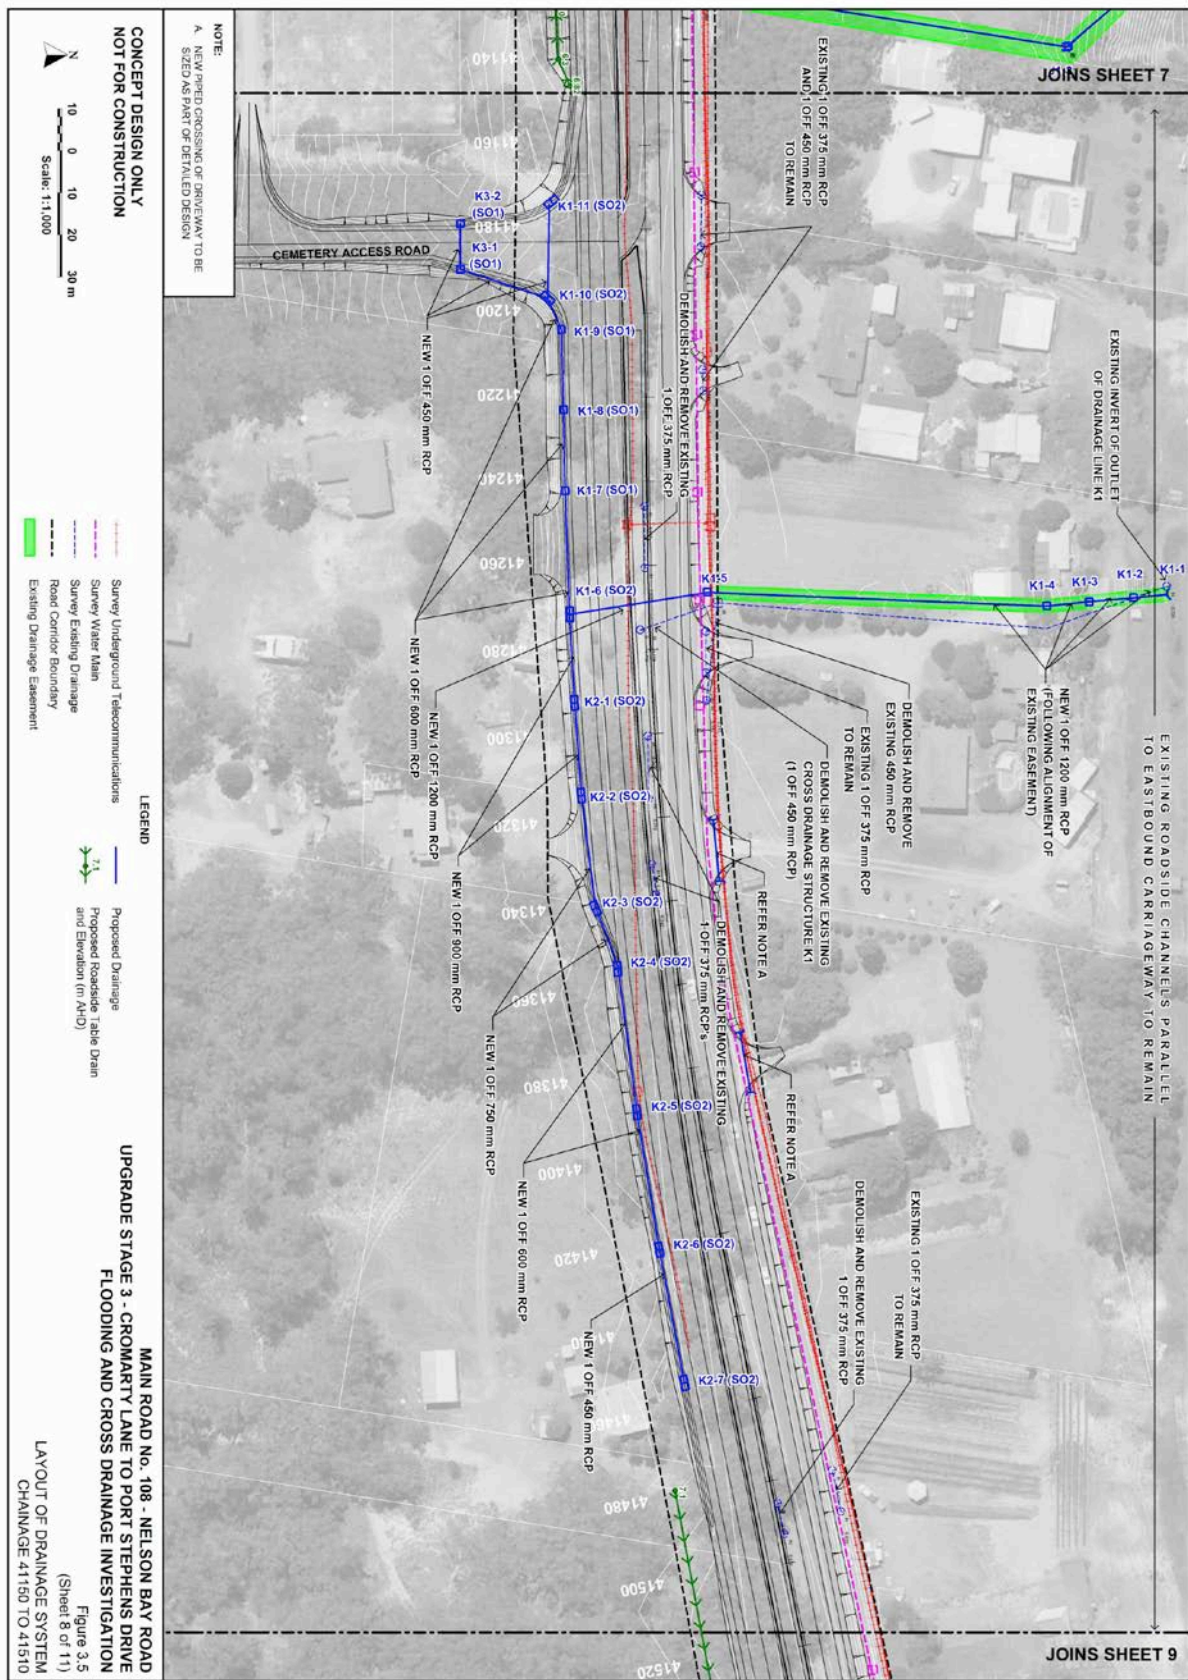 JOINS SHEET 7
EXISTING 1 OFF 375 mm RCP
AND 1 OFF 450 mm RCP
TO REMAIN
EXISTING INVERT OF OUTLET
OF DRAINAGE LINE K1
EXISTING ROADSIDE CHANNELS PARALLEL
TO EASTBOUND CARRIAGEWAY TO REMAIN
K1-1
K1-2
K1-3
K1-4
K1-5
NEW 1 OFF 1200 mm RCP
(FOLLOWING ALIGNMENT OF
EXISTING EASEMENT)
DEMOLISH AND REMOVE EXISTING
1 OFF 375 mm RCP
DEMOLISH AND REMOVE
EXISTING 450 mm RCP
EXISTING 1 OFF 375 mm RCP
TO REMAIN
DEMOLISH AND REMOVE EXISTING
CROSS DRAINAGE STRUCTURE K1
(1 OFF 450 mm RCP)
REFER NOTE A
DEMOLISH AND REMOVE EXISTING
1 OFF 375 mm RCP's
REFER NOTE A
EXISTING 1 OFF 375 mm RCP
TO REMAIN
DEMOLISH AND REMOVE EXISTING
1 OFF 375 mm RCP
JOINS SHEET 9
K3-2
(SO1)
K3-1
(SO1)
CEMETERY ACCESS ROAD
K1-11 (SO2)
K1-10 (SO2)
K1-9 (SO1)
K1-8 (SO1)
K1-7 (SO1)
K1-6 (SO2)
K2-1 (SO2)
K2-2 (SO2)
K2-3 (SO2)
K2-4 (SO2)
K2-5 (SO2)
K2-6 (SO2)
K2-7 (SO2)
41140
41160
41180
41200
41220
41240
41260
41280
41300
41320
41340
41360
41380
41400
41420
41480
41500
41520
7.1
NEW 1 OFF 450 mm RCP
NEW 1 OFF 600 mm RCP
NEW 1 OFF 1200 mm RCP
NEW 1 OFF 900 mm RCP
NEW 1 OFF 750 mm RCP
NEW 1 OFF 600 mm RCP
NEW 1 OFF 450 mm RCP
NOTE:
A. NEW PIPED CROSSING OF DRIVEWAY TO BE
SIZED AS PART OF DETAILED DESIGN
CONCEPT DESIGN ONLY
NOT FOR CONSTRUCTION
N
10 0 10 20 30 m
Scale: 1:1,000
LEGEND
Survey Underground Telecommunications
Survey Water Main
Survey Existing Drainage
Road Corridor Boundary
Existing Drainage Easement
Proposed Drainage
7.1
Proposed Roadside Table Drain
and Elevation (m AHD)
MAIN ROAD No. 108 - NELSON BAY ROAD
UPGRADE STAGE 3 - CROMARTY LANE TO PORT STEPHENS DRIVE
FLOODING AND CROSS DRAINAGE INVESTIGATION
Figure 3.5
(Sheet 8 of 11)
LAYOUT OF DRAINAGE SYSTEM
CHAINAGE 41150 TO 41510